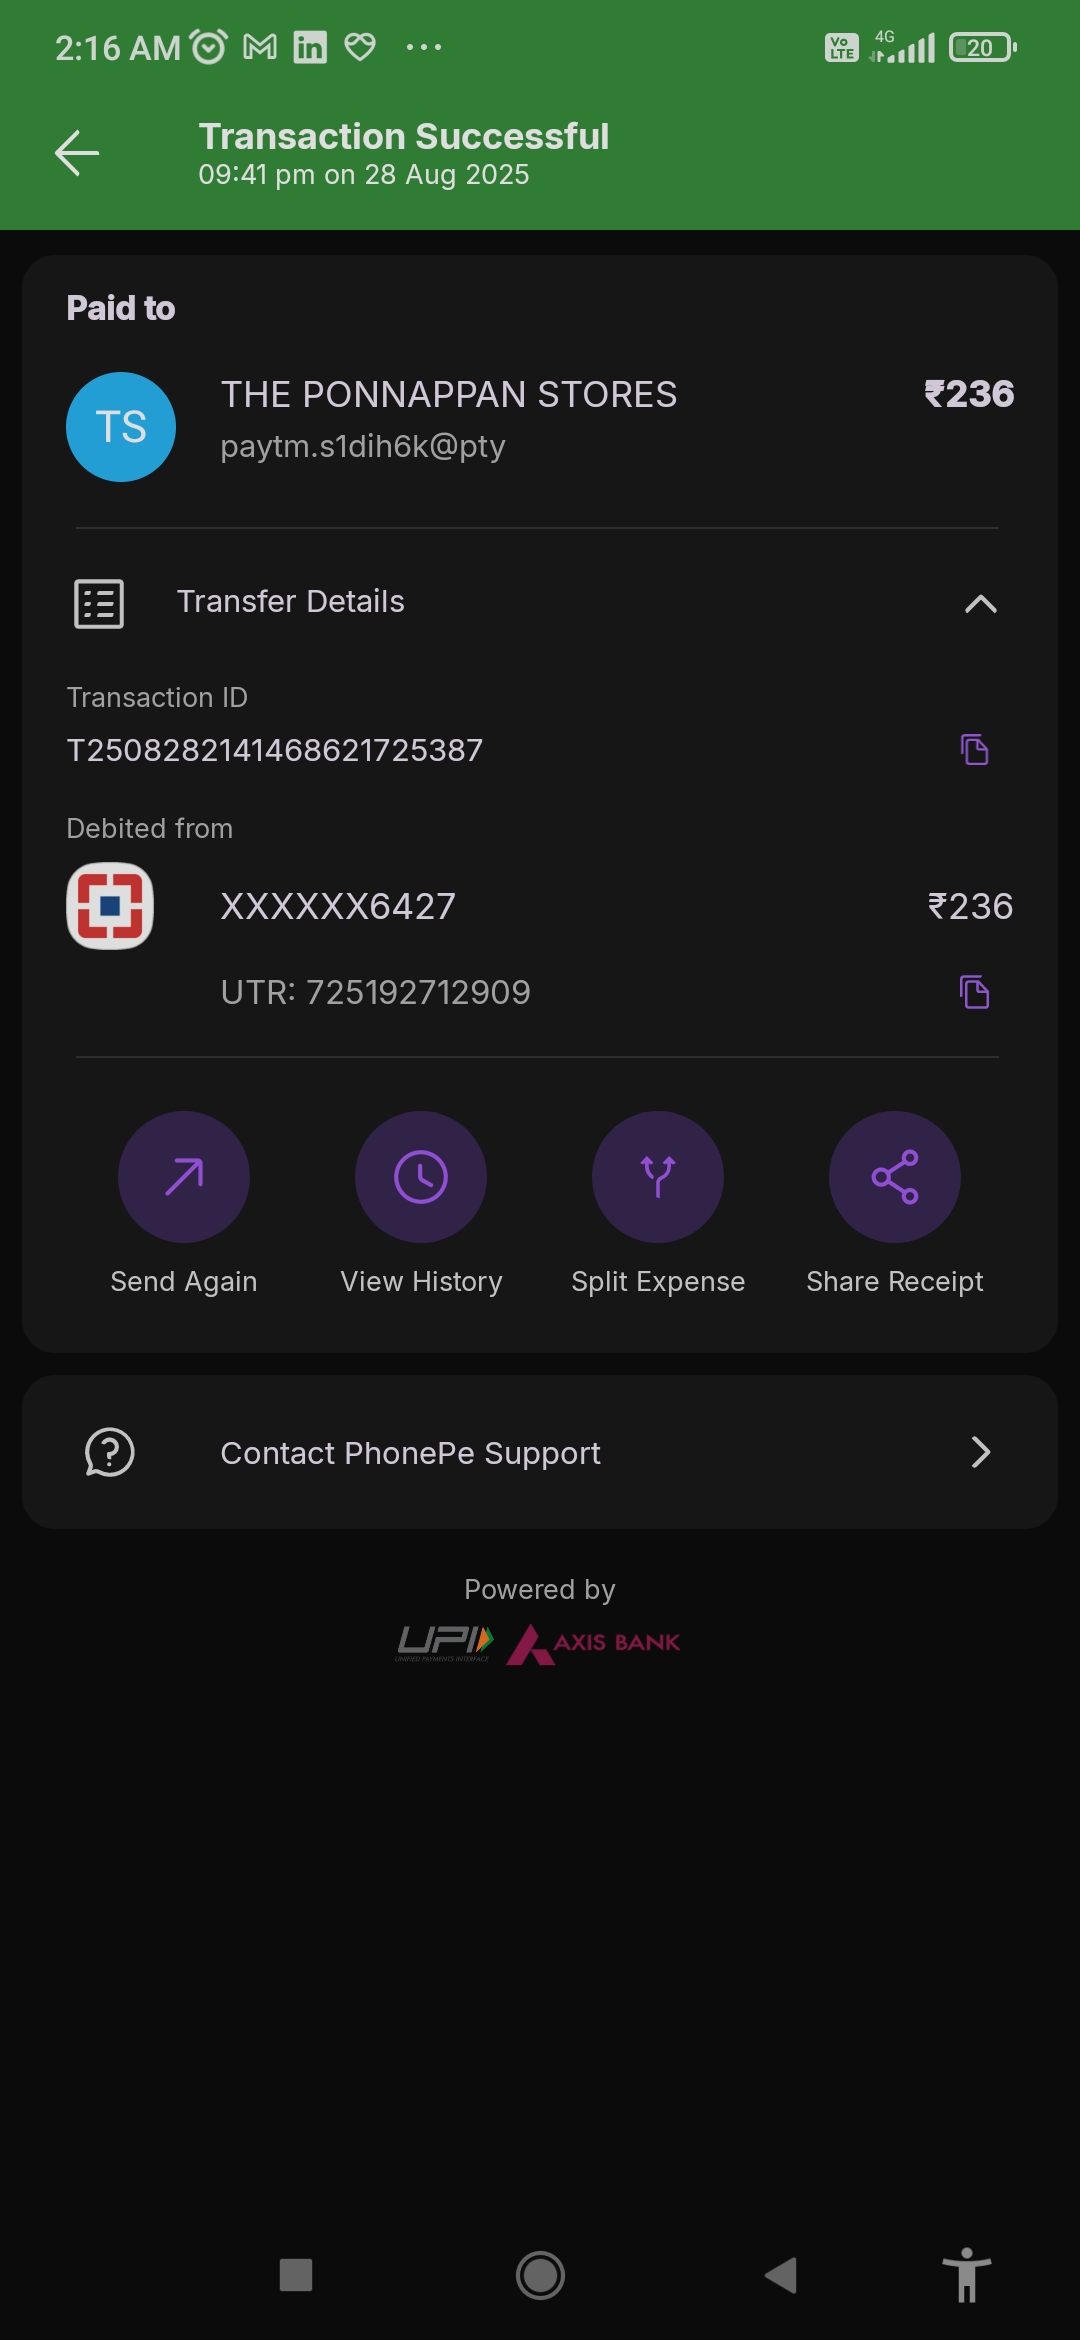 2:16 AM
Vo LTE
4G
20
Transaction Successful
09:41 pm on 28 Aug 2025
Paid to
TS
THE PONNAPPAN STORES
₹236
paytm.s1dih6k@pty
Transfer Details
Transaction ID
T2508282141468621725387
Debited from
XXXXXX6427
₹236
UTR: 725192712909
Send Again
View History
Split Expense
Share Receipt
Contact PhonePe Support
Powered by
UPI
UNIFIED PAYMENTS INTERFACE
AXIS BANK